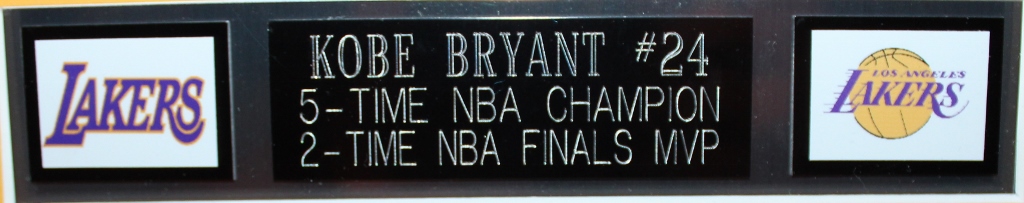 LAKERS
KOBE BRYANT #24
5-TIME NBA CHAMPION
2-TIME NBA FINALS MVP
LOS ANGELES
LAKERS